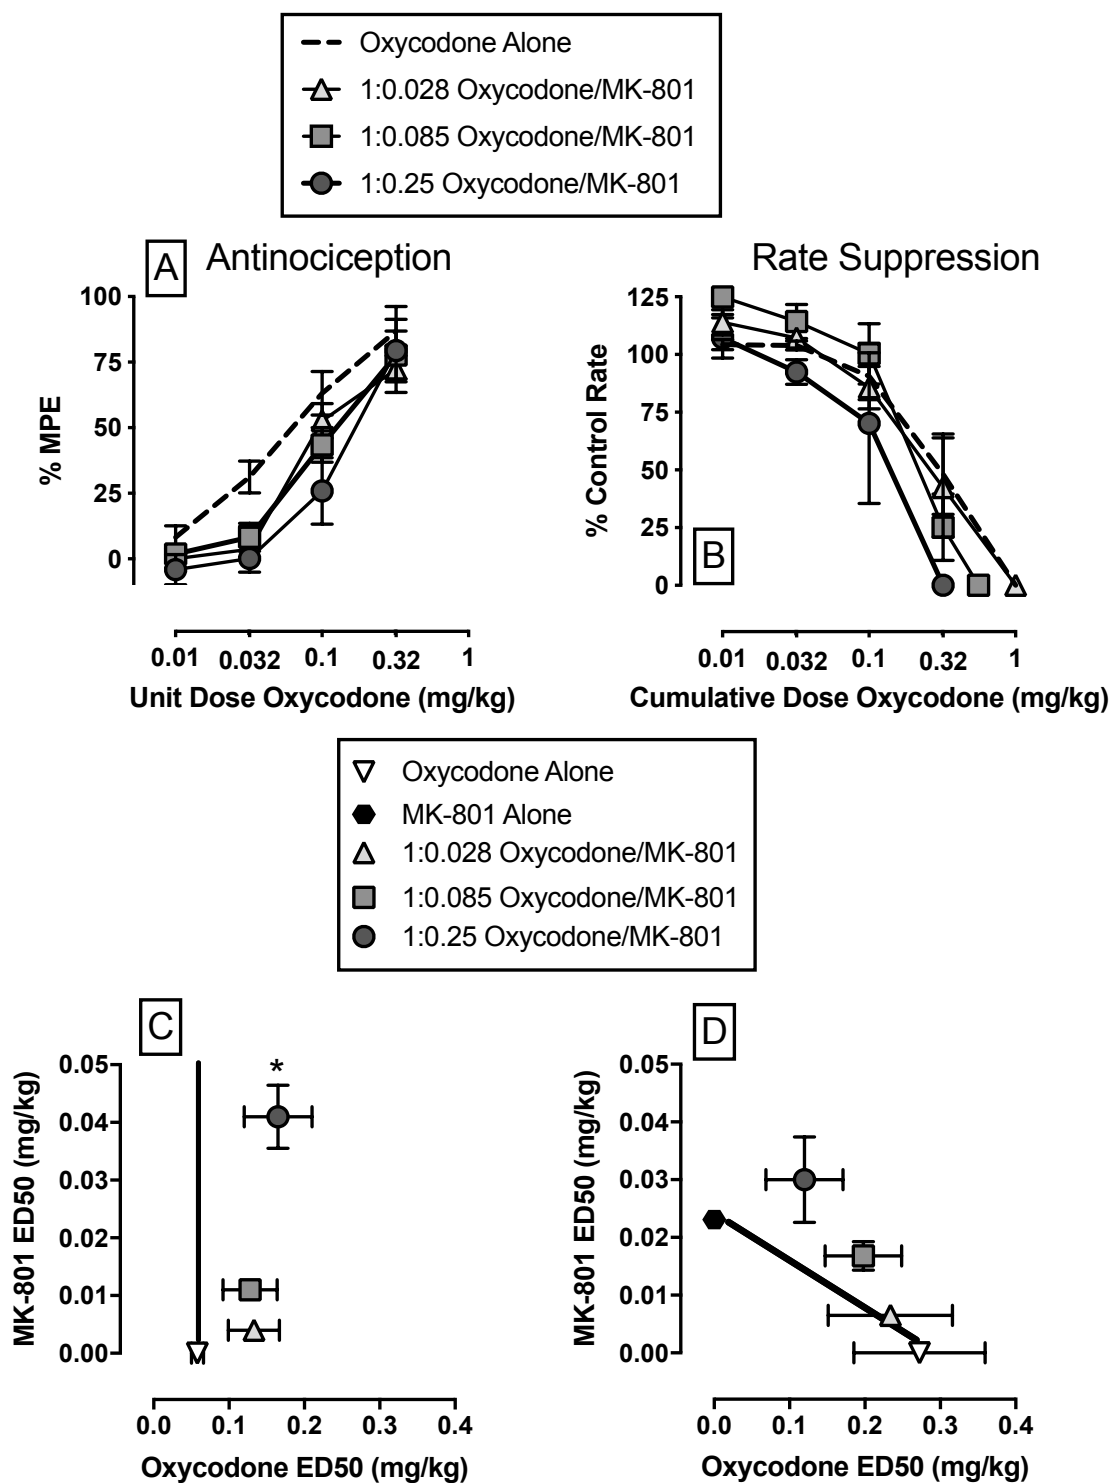 Oxycodone Alone
1:0.028 Oxycodone/MK-801
1:0.085 Oxycodone/MK-801
1:0.25 Oxycodone/MK-801
A Antinociception
Rate Suppression
% MPE
100
75
50
25
0
0.01 0.032 0.1 0.32 1
Unit Dose Oxycodone (mg/kg)
% Control Rate
125
100
75
50
25
0
B
0.01 0.032 0.1 0.32 1
Cumulative Dose Oxycodone (mg/kg)
Oxycodone Alone
MK-801 Alone
1:0.028 Oxycodone/MK-801
1:0.085 Oxycodone/MK-801
1:0.25 Oxycodone/MK-801
C
MK-801 ED50 (mg/kg)
0.05
0.04
0.03
0.02
0.01
0.00
*
0.0 0.1 0.2 0.3 0.4
Oxycodone ED50 (mg/kg)
D
MK-801 ED50 (mg/kg)
0.05
0.04
0.03
0.02
0.01
0.00
0.0 0.1 0.2 0.3 0.4
Oxycodone ED50 (mg/kg)